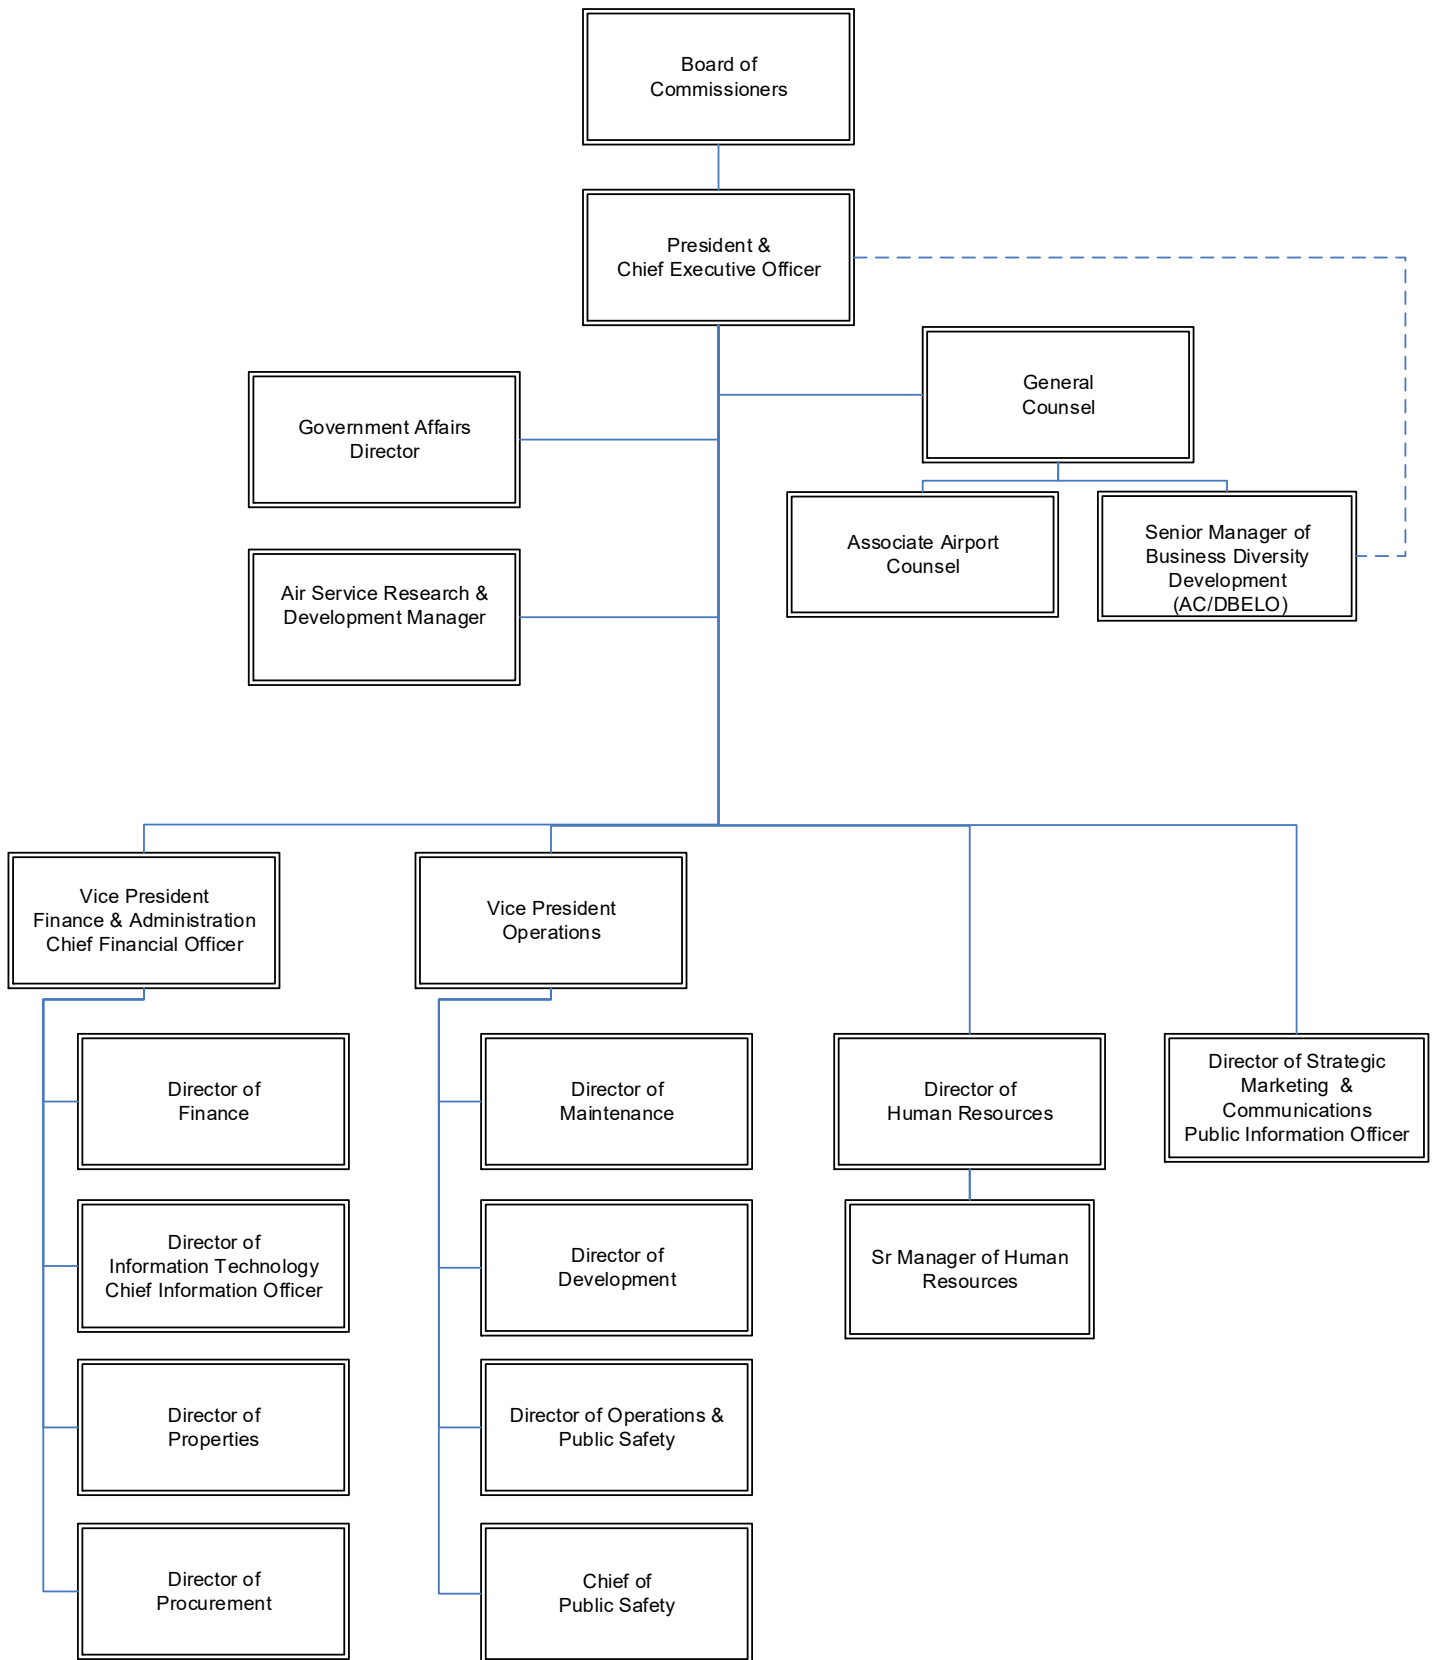 Board of
Commissioners
President &
Chief Executive Officer
General
Counsel
Government Affairs
Director
Associate Airport
Counsel
Senior Manager of
Business Diversity
Development
(AC/DBELO)
Air Service Research &
Development Manager
Vice President
Finance & Administration
Chief Financial Officer
Vice President
Operations
Director of
Finance
Director of
Maintenance
Director of
Human Resources
Director of Strategic
Marketing &
Communications
Public Information Officer
Director of
Information Technology
Chief Information Officer
Director of
Development
Sr Manager of Human
Resources
Director of
Properties
Director of Operations &
Public Safety
Director of
Procurement
Chief of
Public Safety